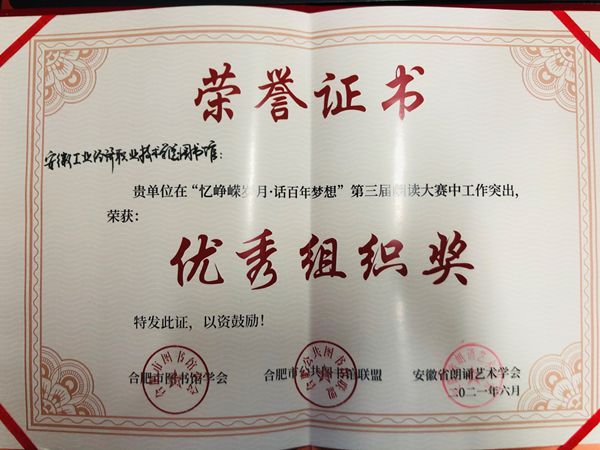 荣誉证书
安徽工业经济职业技术学院图书馆：
贵单位在“忆峥嵘岁月·话百年梦想”第三届朗读大赛中工作突出，
荣获：
优秀组织奖
特发此证，以资鼓励！
合肥市图书馆学会 合肥市公共图书馆联盟 安徽省朗诵艺术学会
二〇二一年六月